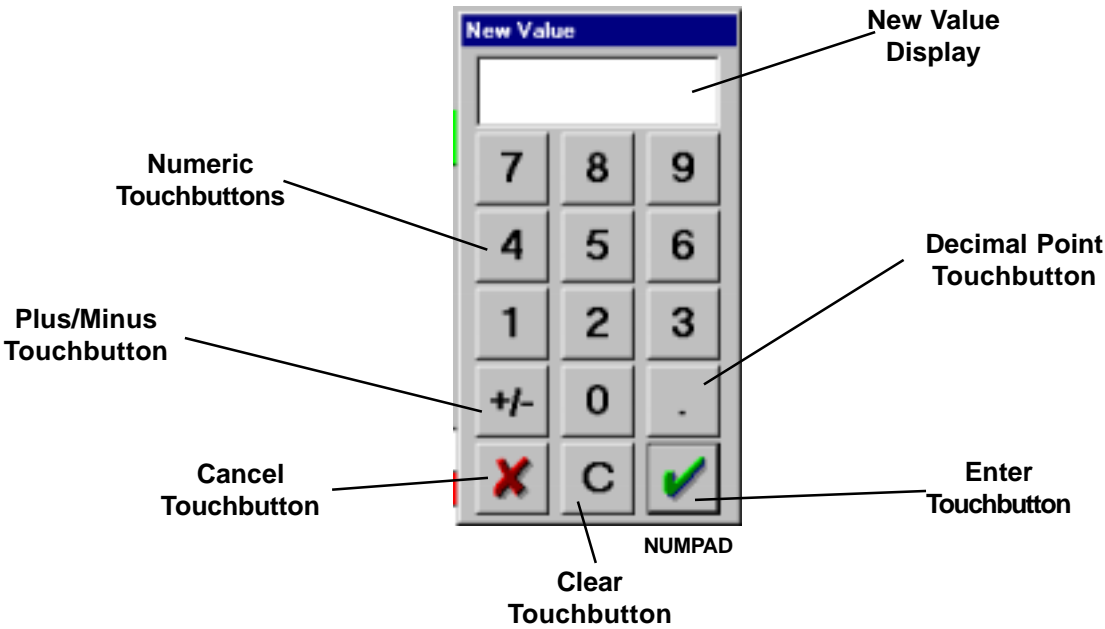 New Value
Display
New Value
7 8 9
Numeric
Touchbuttons
4 5 6
Decimal Point
Touchbutton
1 2 3
Plus/Minus
Touchbutton
+/- 0 .
Cancel
Touchbutton
C
Enter
Touchbutton
NUMPAD
Clear
Touchbutton